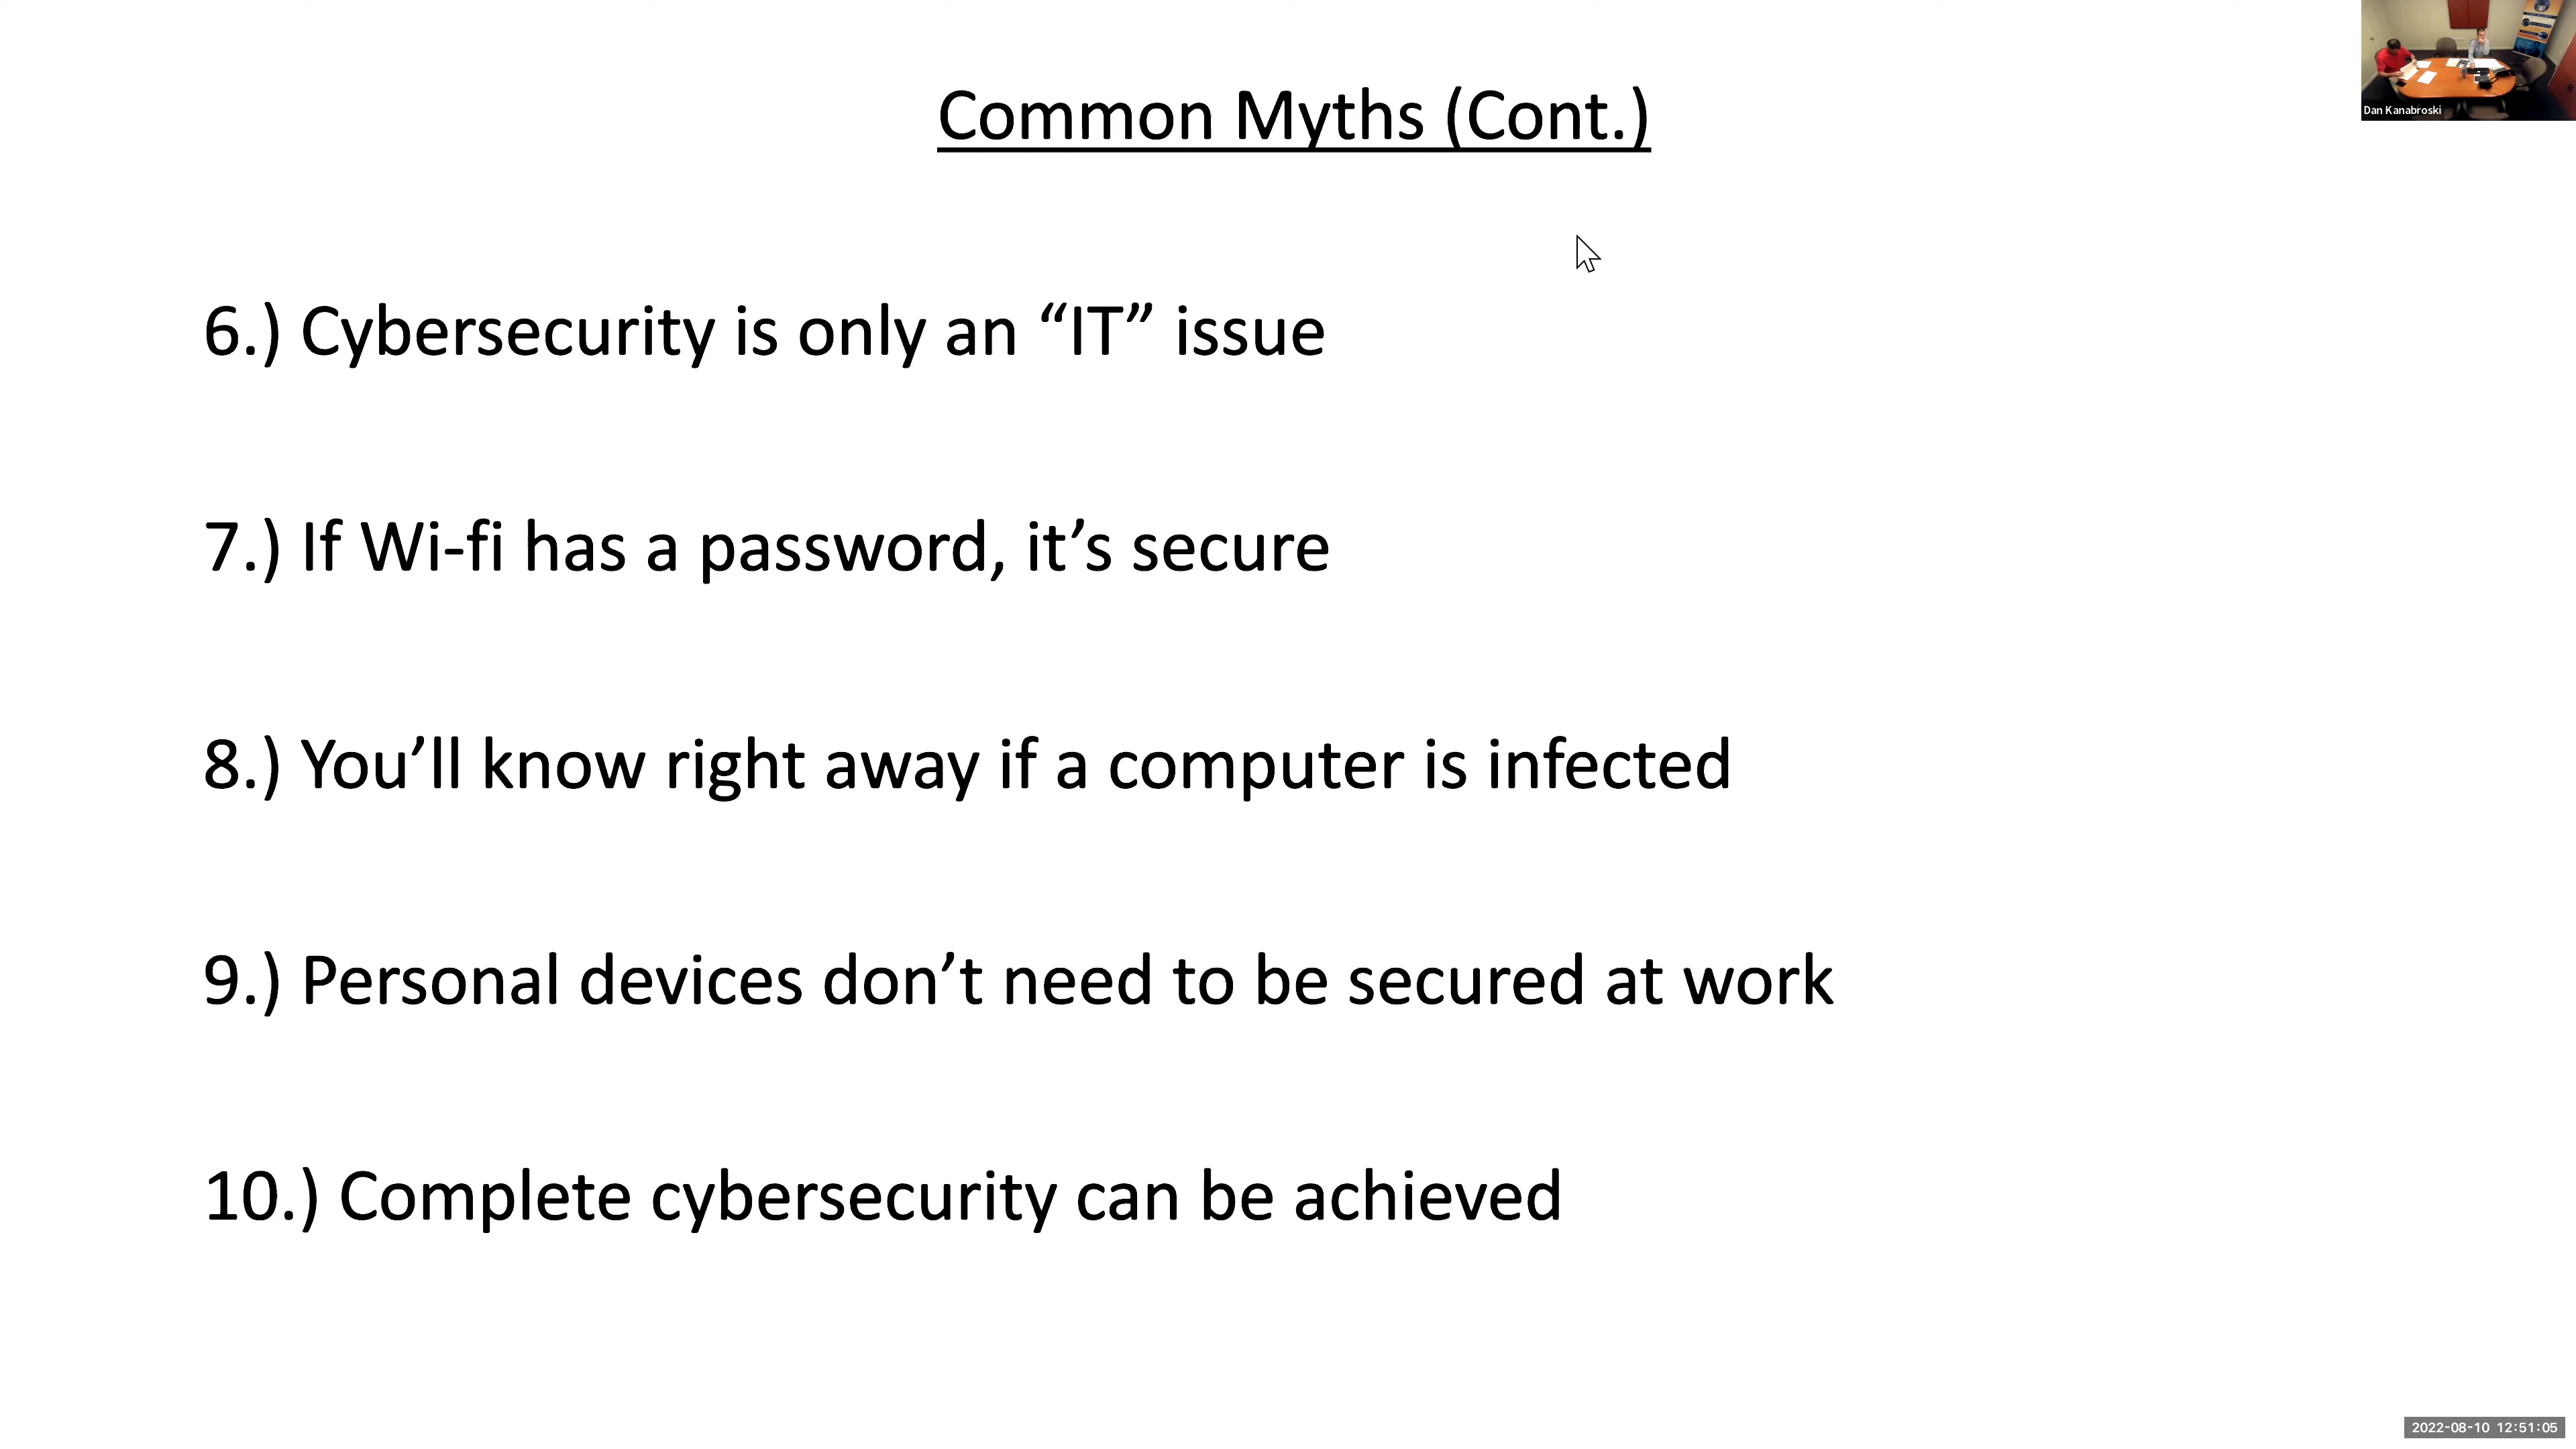 Common Myths (Cont.)
Dan Kanabroski
6.) Cybersecurity is only an “IT” issue
7.) If Wi-fi has a password, it’s secure
8.) You’ll know right away if a computer is infected
9.) Personal devices don’t need to be secured at work
10.) Complete cybersecurity can be achieved
2022-08-10 12:51:05